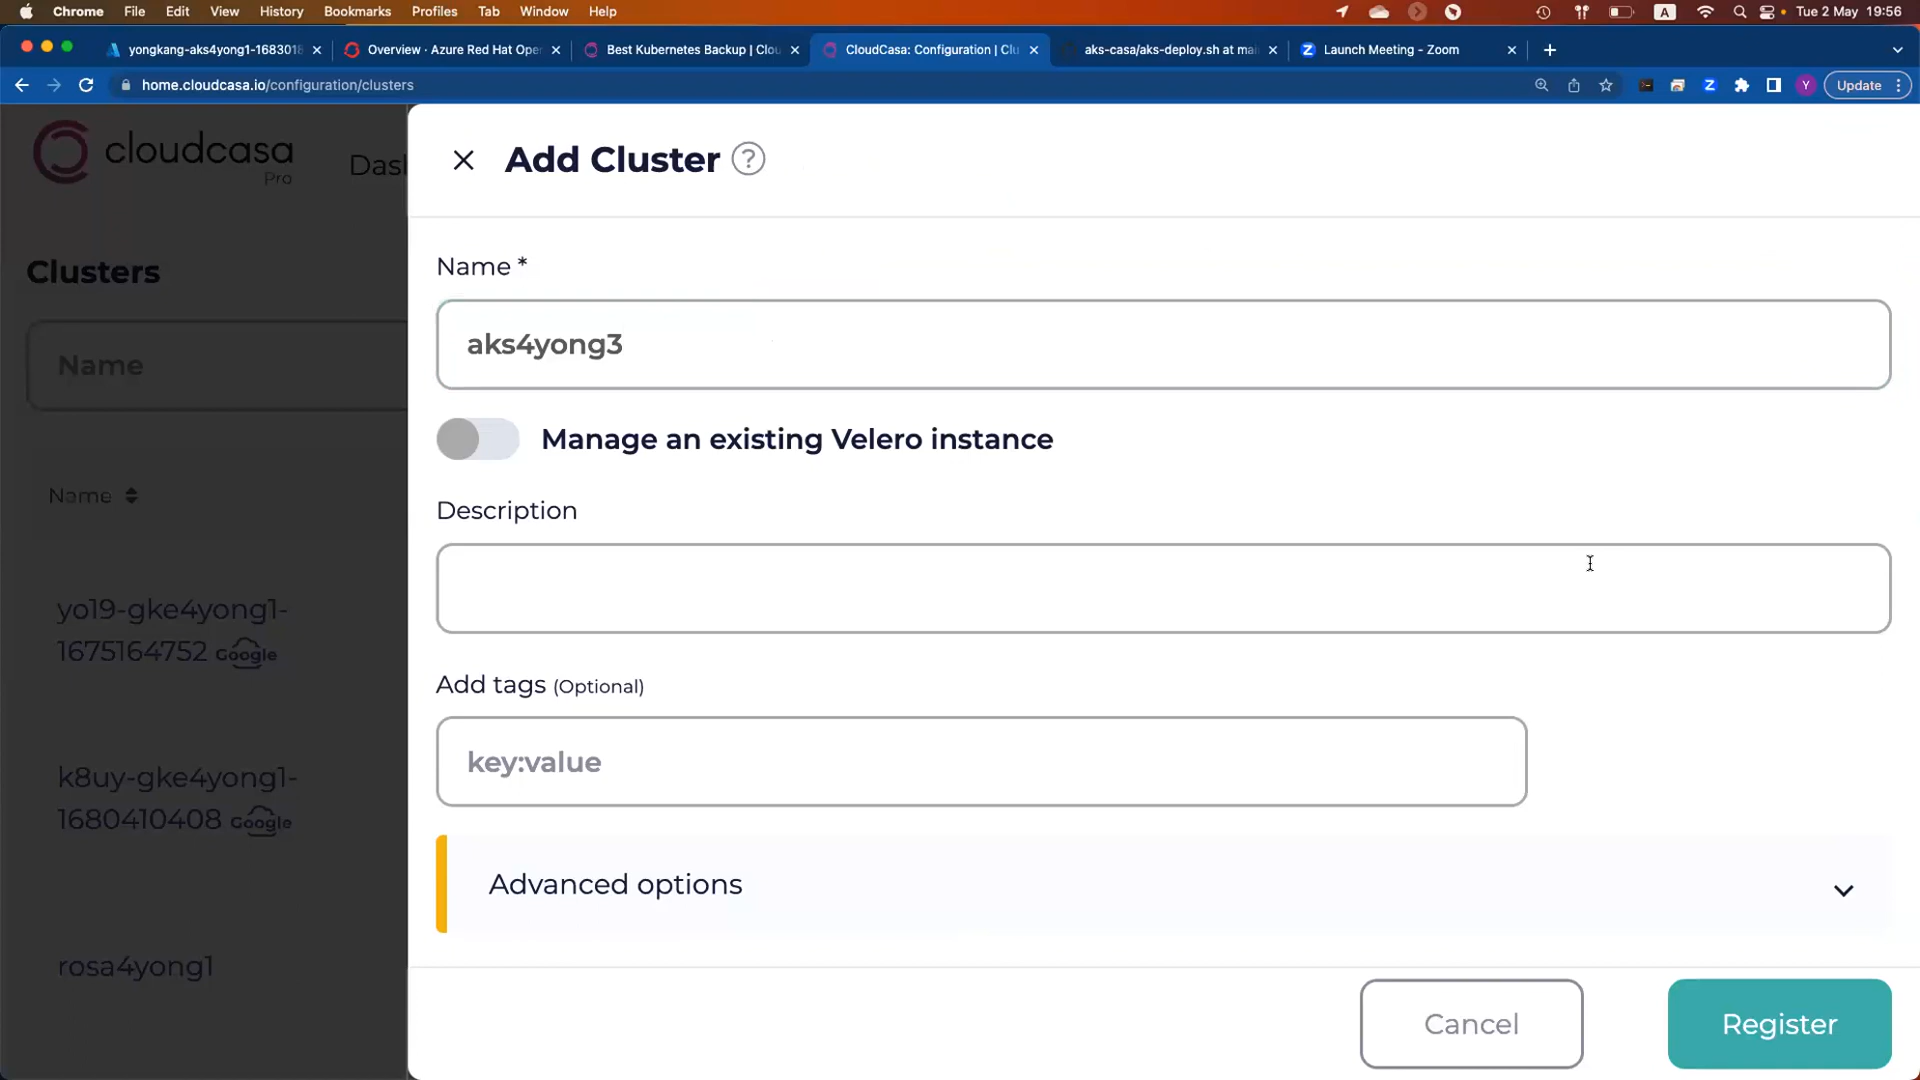 Chrome File Edit View History Bookmarks Profiles Tab Window Help A Tue 2 May 19:56
yongkang-aks4yong1-1683018 Overview · Azure Red Hat Oper Best Kubernetes Backup | Clou CloudCasa: Configuration | Clu aks-casa/aks-deploy.sh at mai Launch Meeting - Zoom
home.cloudcasa.io/configuration/clusters Y Update
cloudcasa
Pro
Dash
Add Cluster ?
Clusters
Name *
aks4yong3
Name
Manage an existing Velero instance
Name
Description
yo19-gke4yong1-
1675164752 Google
Add tags (Optional)
key:value
k8uy-gke4yong1-
1680410408 Google
Advanced options
rosa4yong1
Cancel
Register